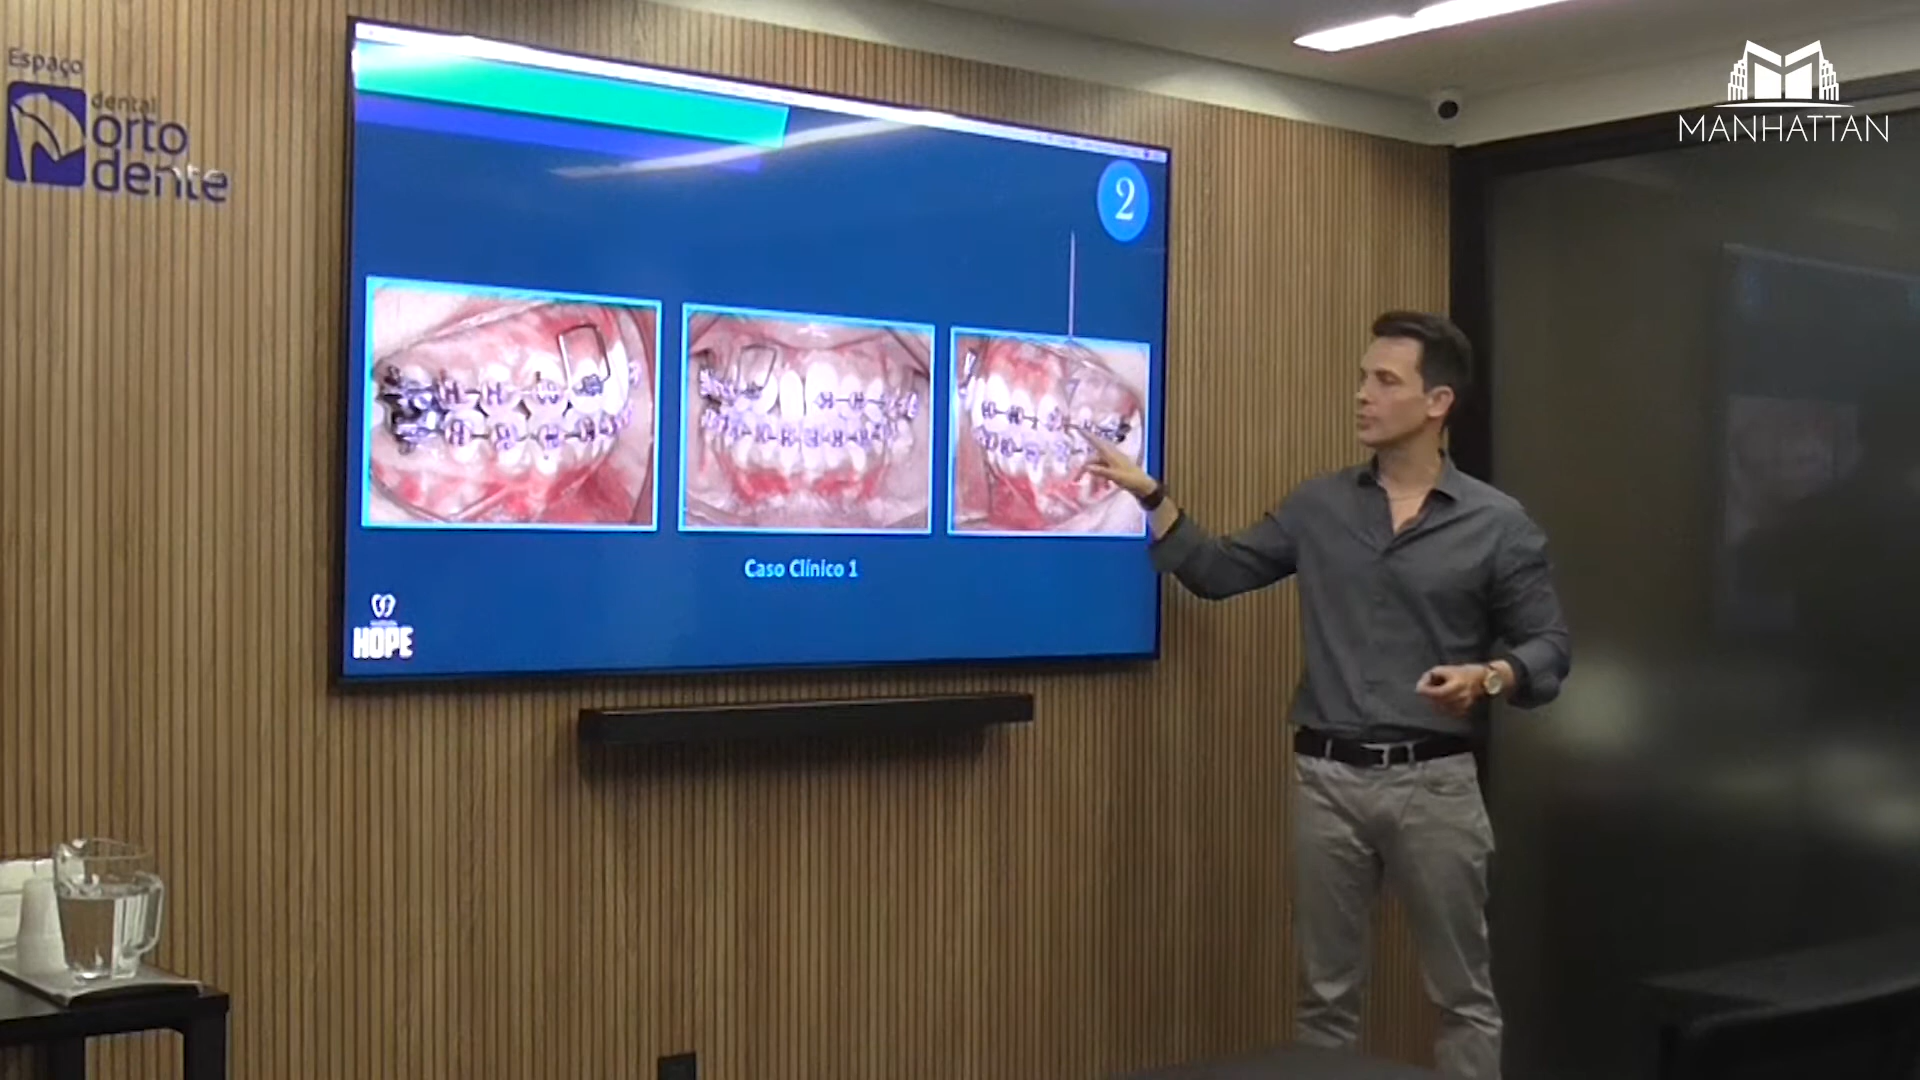 Espaço
dental
orto
dente
2
Caso Clínico 1
HOPE
MANHATTAN